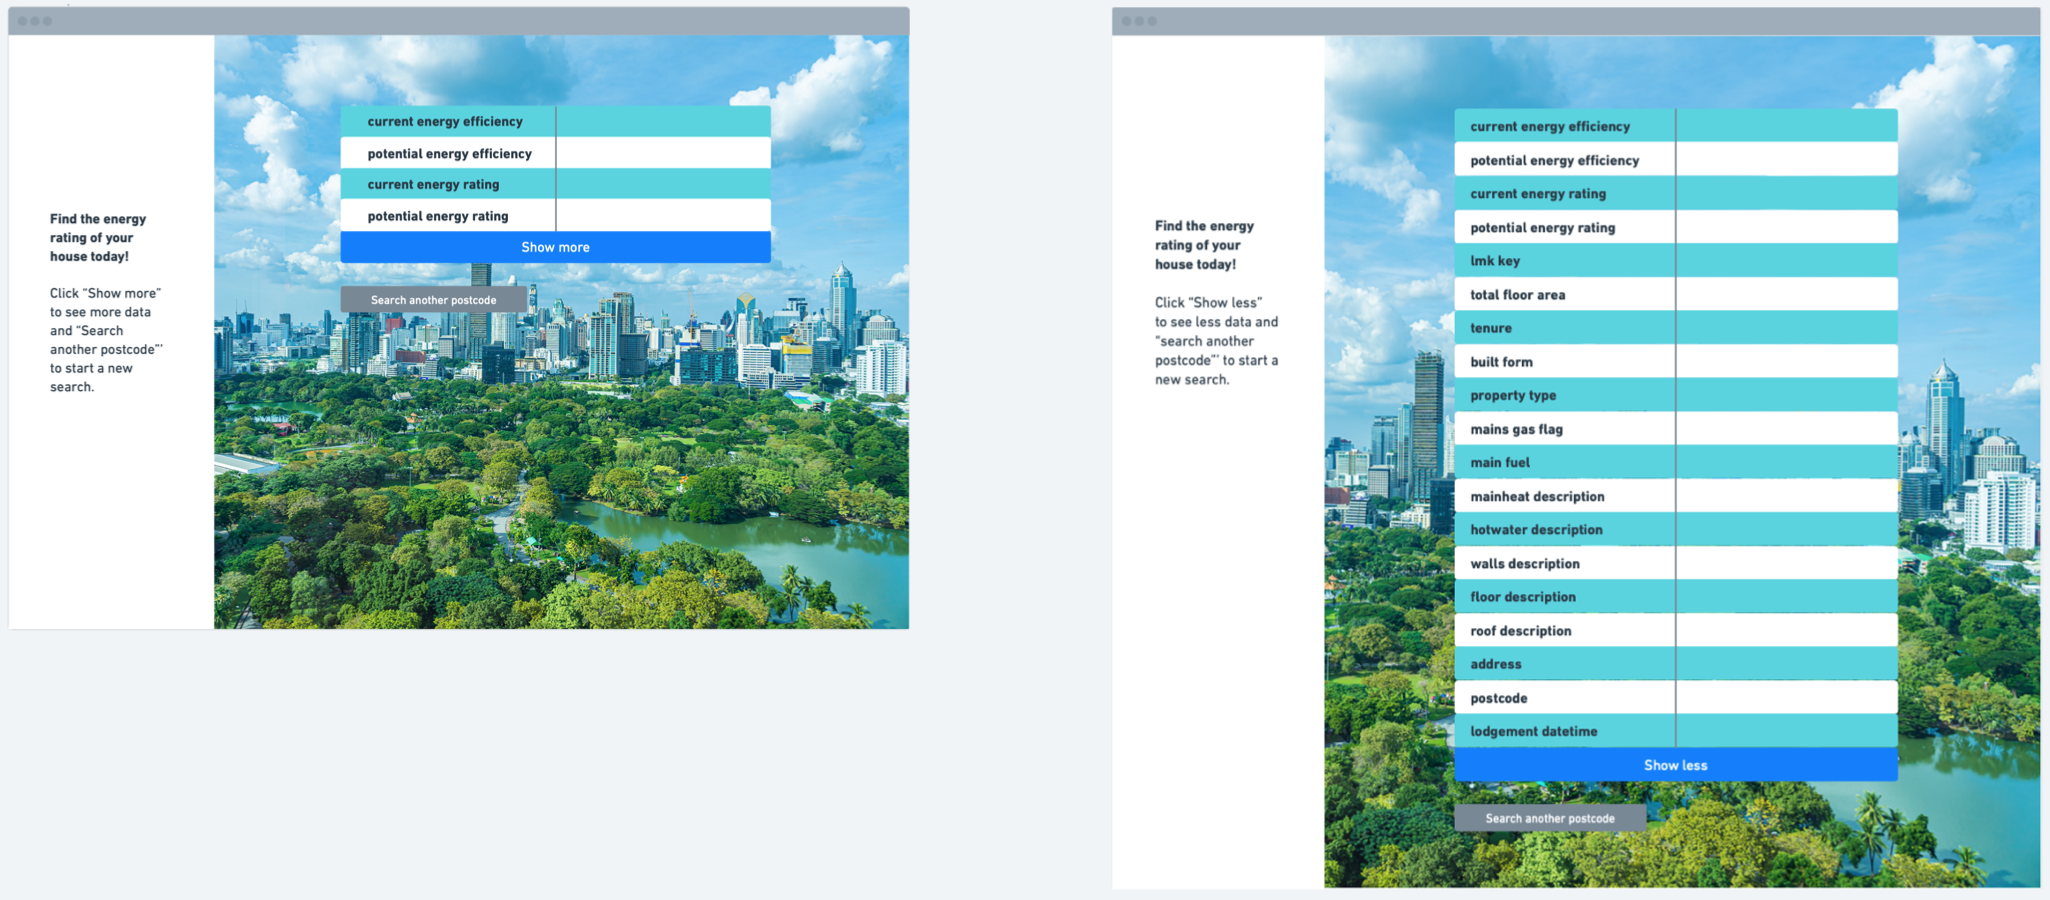 Find the energy
rating of your
house today!
Click “Show more”
to see more data
and “Search
another postcode”’
to start a new
search.
current energy efficiency
potential energy efficiency
current energy rating
potential energy rating
Show more
Search another postcode
Find the energy
rating of your
house today!
Click “Show less”
to see less data and
“search another
postcode”’ to start a
new search.
current energy efficiency
potential energy efficiency
current energy rating
potential energy rating
lmk key
total floor area
tenure
built form
property type
mains gas flag
main fuel
mainheat description
hotwater description
walls description
floor description
roof description
address
postcode
lodgement datetime
Show less
Search another postcode